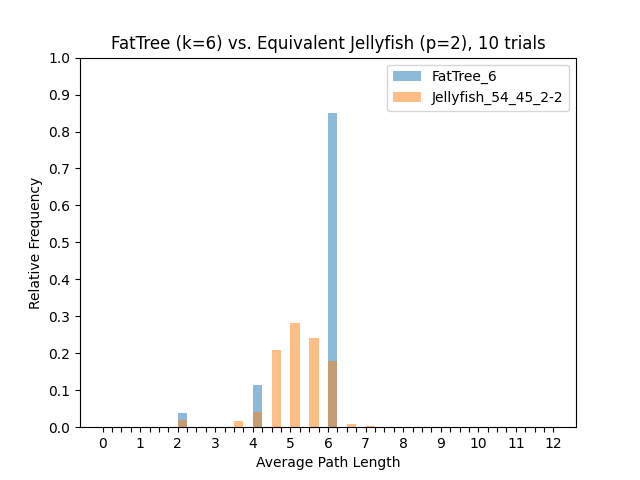 FatTree (k=6) vs. Equivalent Jellyfish (p=2), 10 trials
FatTree_6
Jellyfish_54_45_2-2
1.0
0.9
0.8
0.7
0.6
0.5
0.4
0.3
0.2
0.1
0.0
Relative Frequency
0 1 2 3 4 5 6 7 8 9 10 11 12
Average Path Length